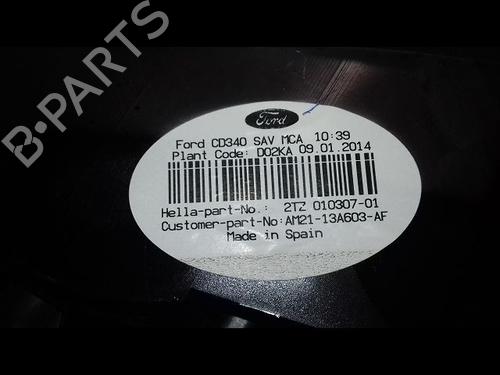 B-PARTS
Ford
Ford CD340 SAV MCA 10:39
Plant Code: D02KA 09.01.2014
Hella-part-No.: 2TZ 010307-01
Customer-part-No:AM21-13A603-AF
Made in Spain